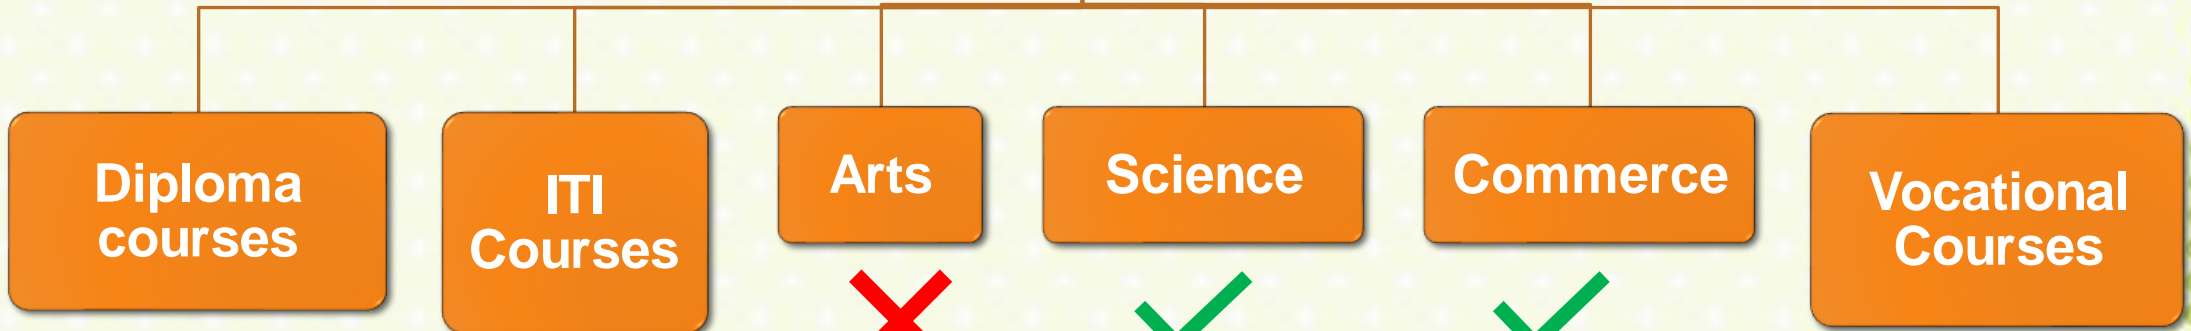 Diploma
courses
ITI
Courses
Arts
Science
Commerce
Vocational
Courses